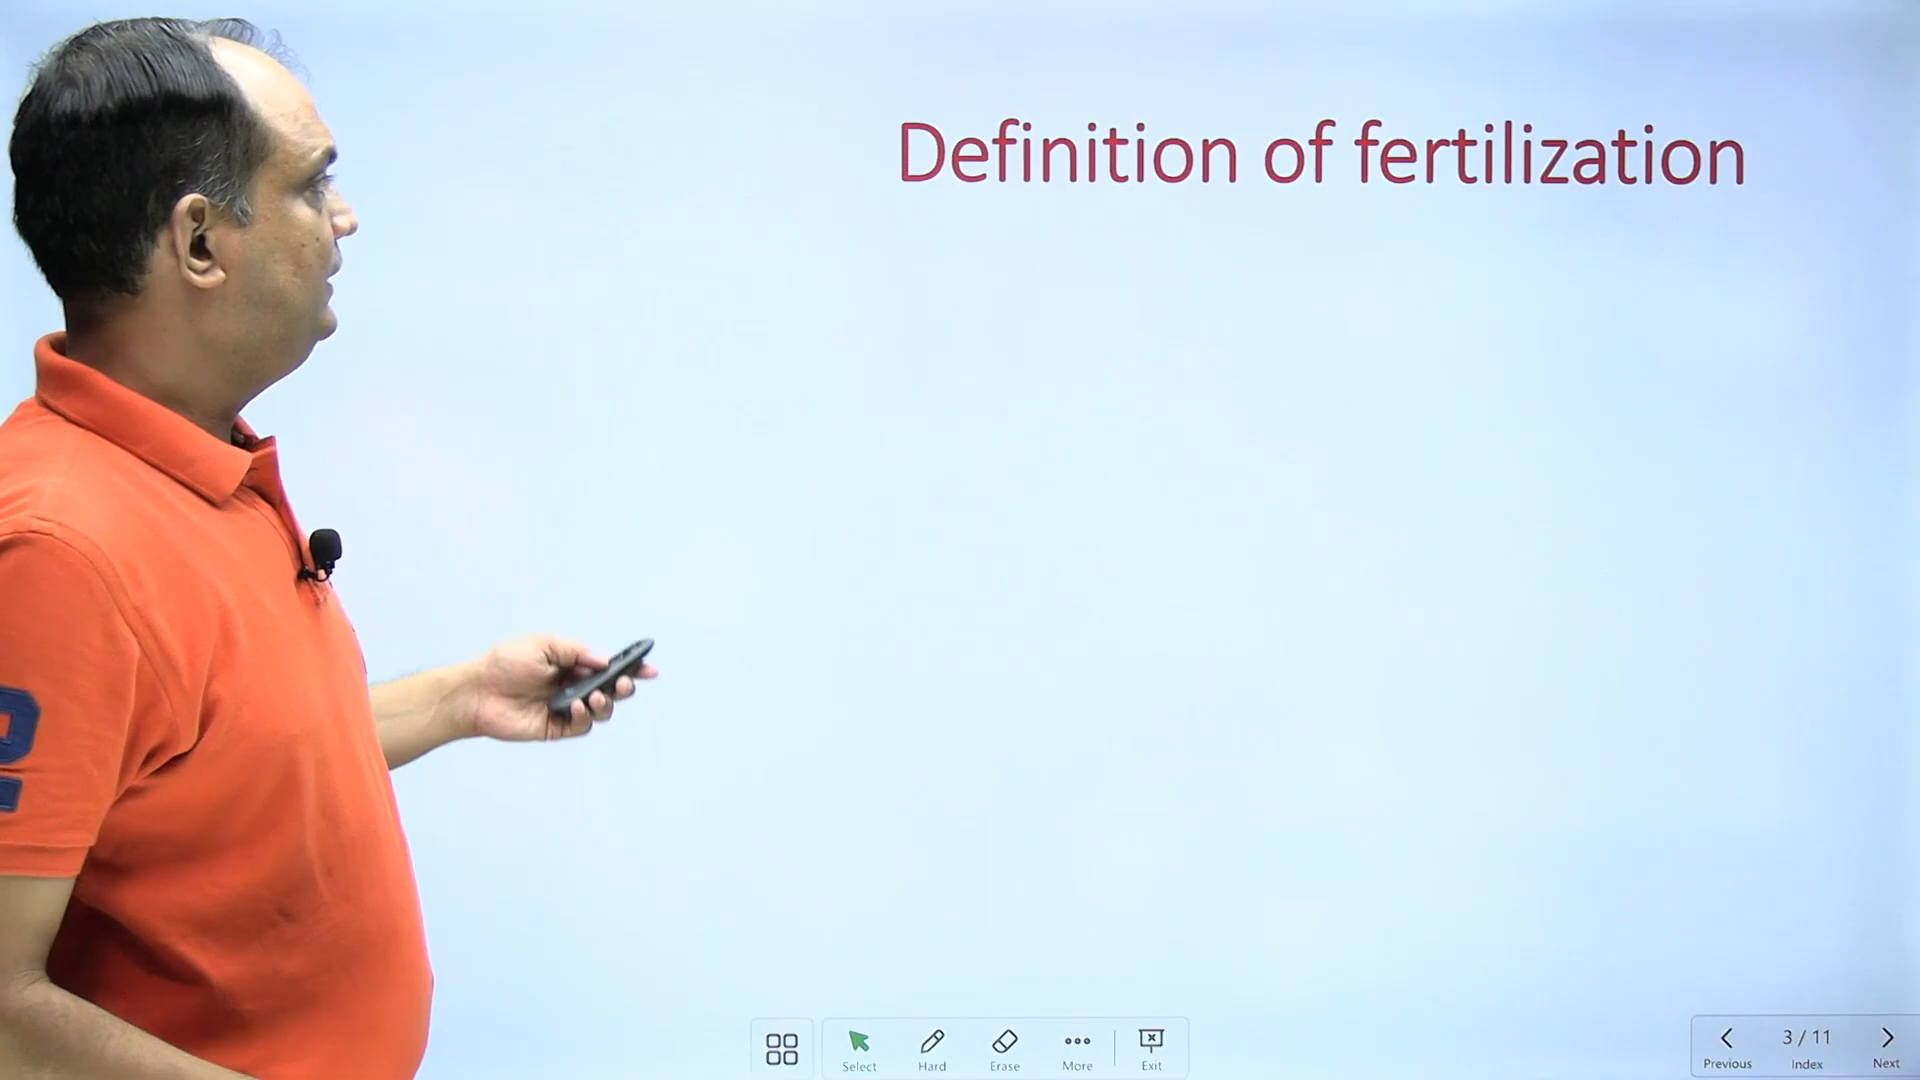 Definition of fertilization
Select
Hard
Erase
More
Exit
Previous
3 / 11
Index
Next